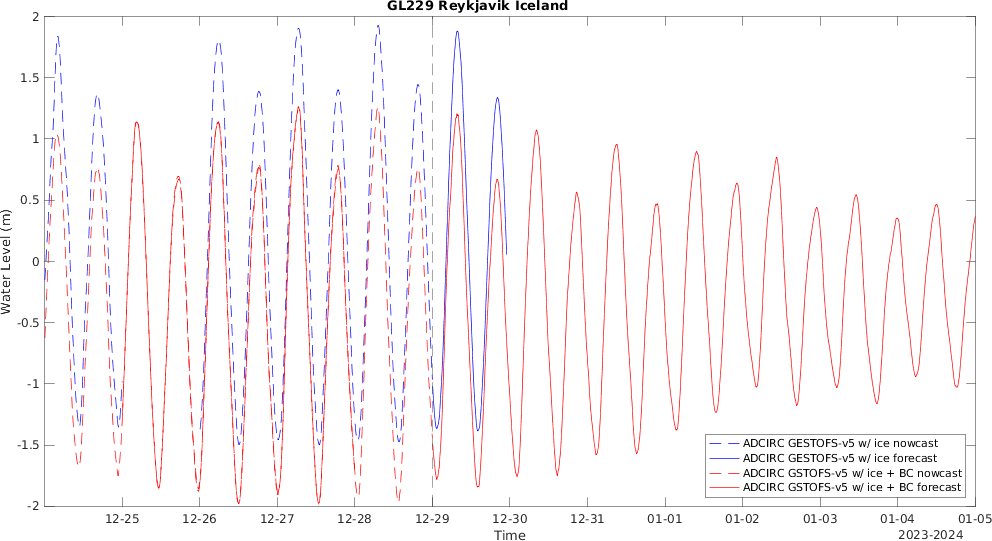 GL229 Reykjavik Iceland
2
1.5
1
0.5
0
-0.5
-1
-1.5
-2
Water Level (m)
ADCIRC GESTOFS-v5 w/ ice nowcast
ADCIRC GESTOFS-v5 w/ ice forecast
ADCIRC GSTOFS-v5 w/ ice + BC nowcast
ADCIRC GSTOFS-v5 w/ ice + BC forecast
12-25 12-26 12-27 12-28 12-29 12-30 12-31 01-01 01-02 01-03 01-04 01-05
Time
2023-2024